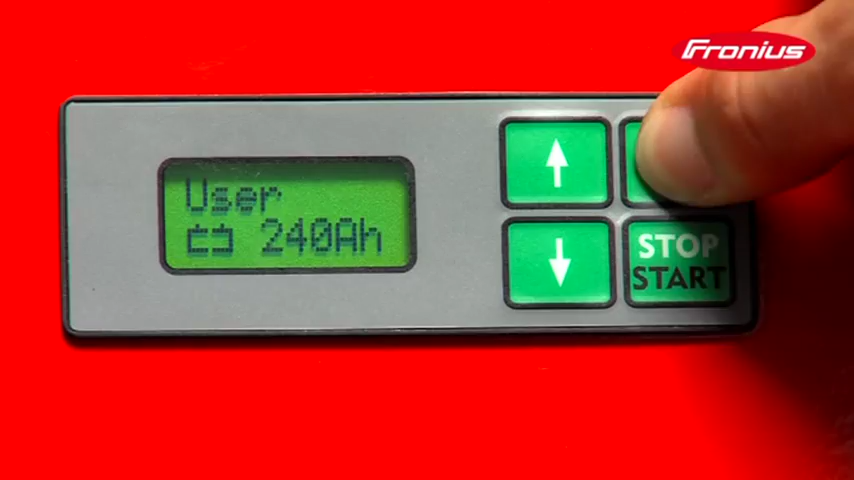 Fronius
User
240Ah
STOP
START